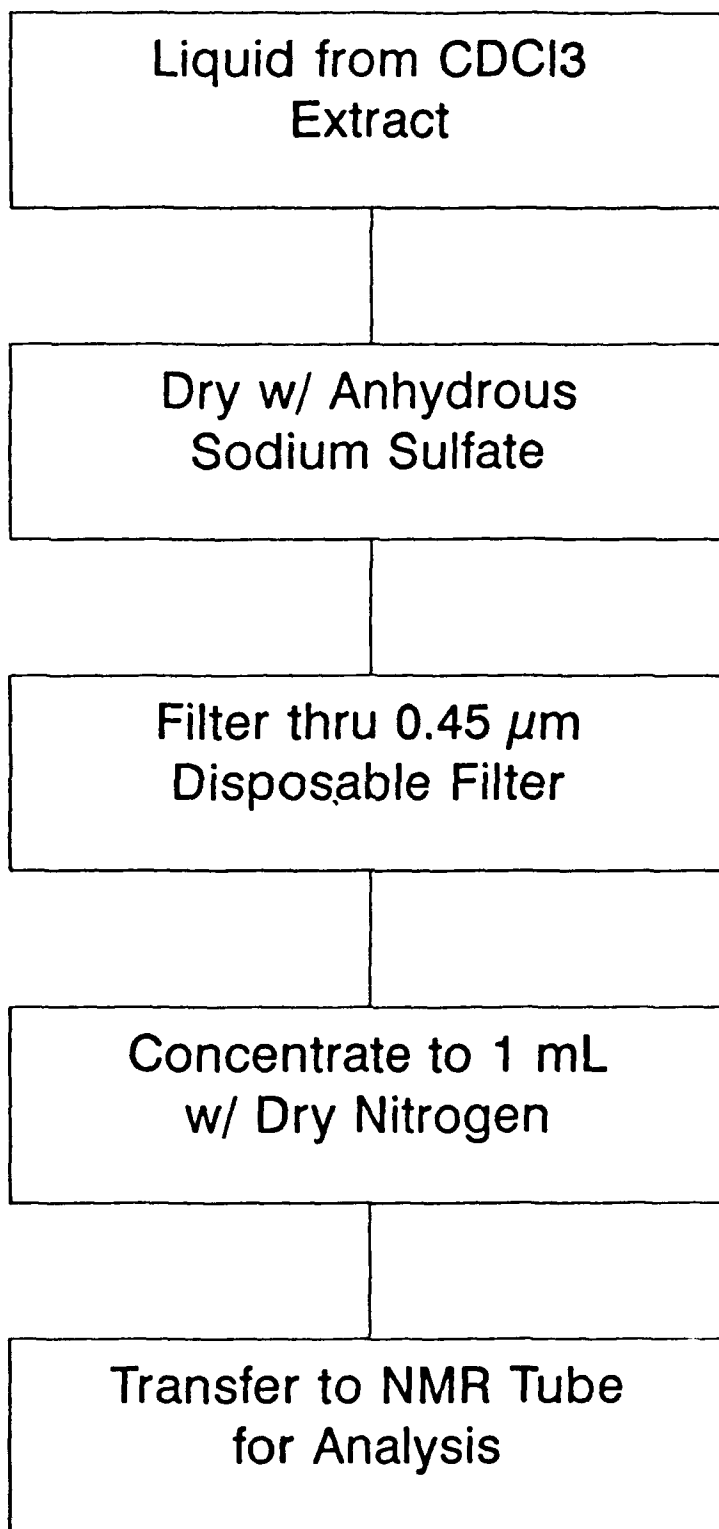 Liquid from CDCl3
Extract
Dry w/ Anhydrous
Sodium Sulfate
Filter thru 0.45 μm
Disposable Filter
Concentrate to 1 mL
w/ Dry Nitrogen
Transfer to NMR Tube
for Analysis